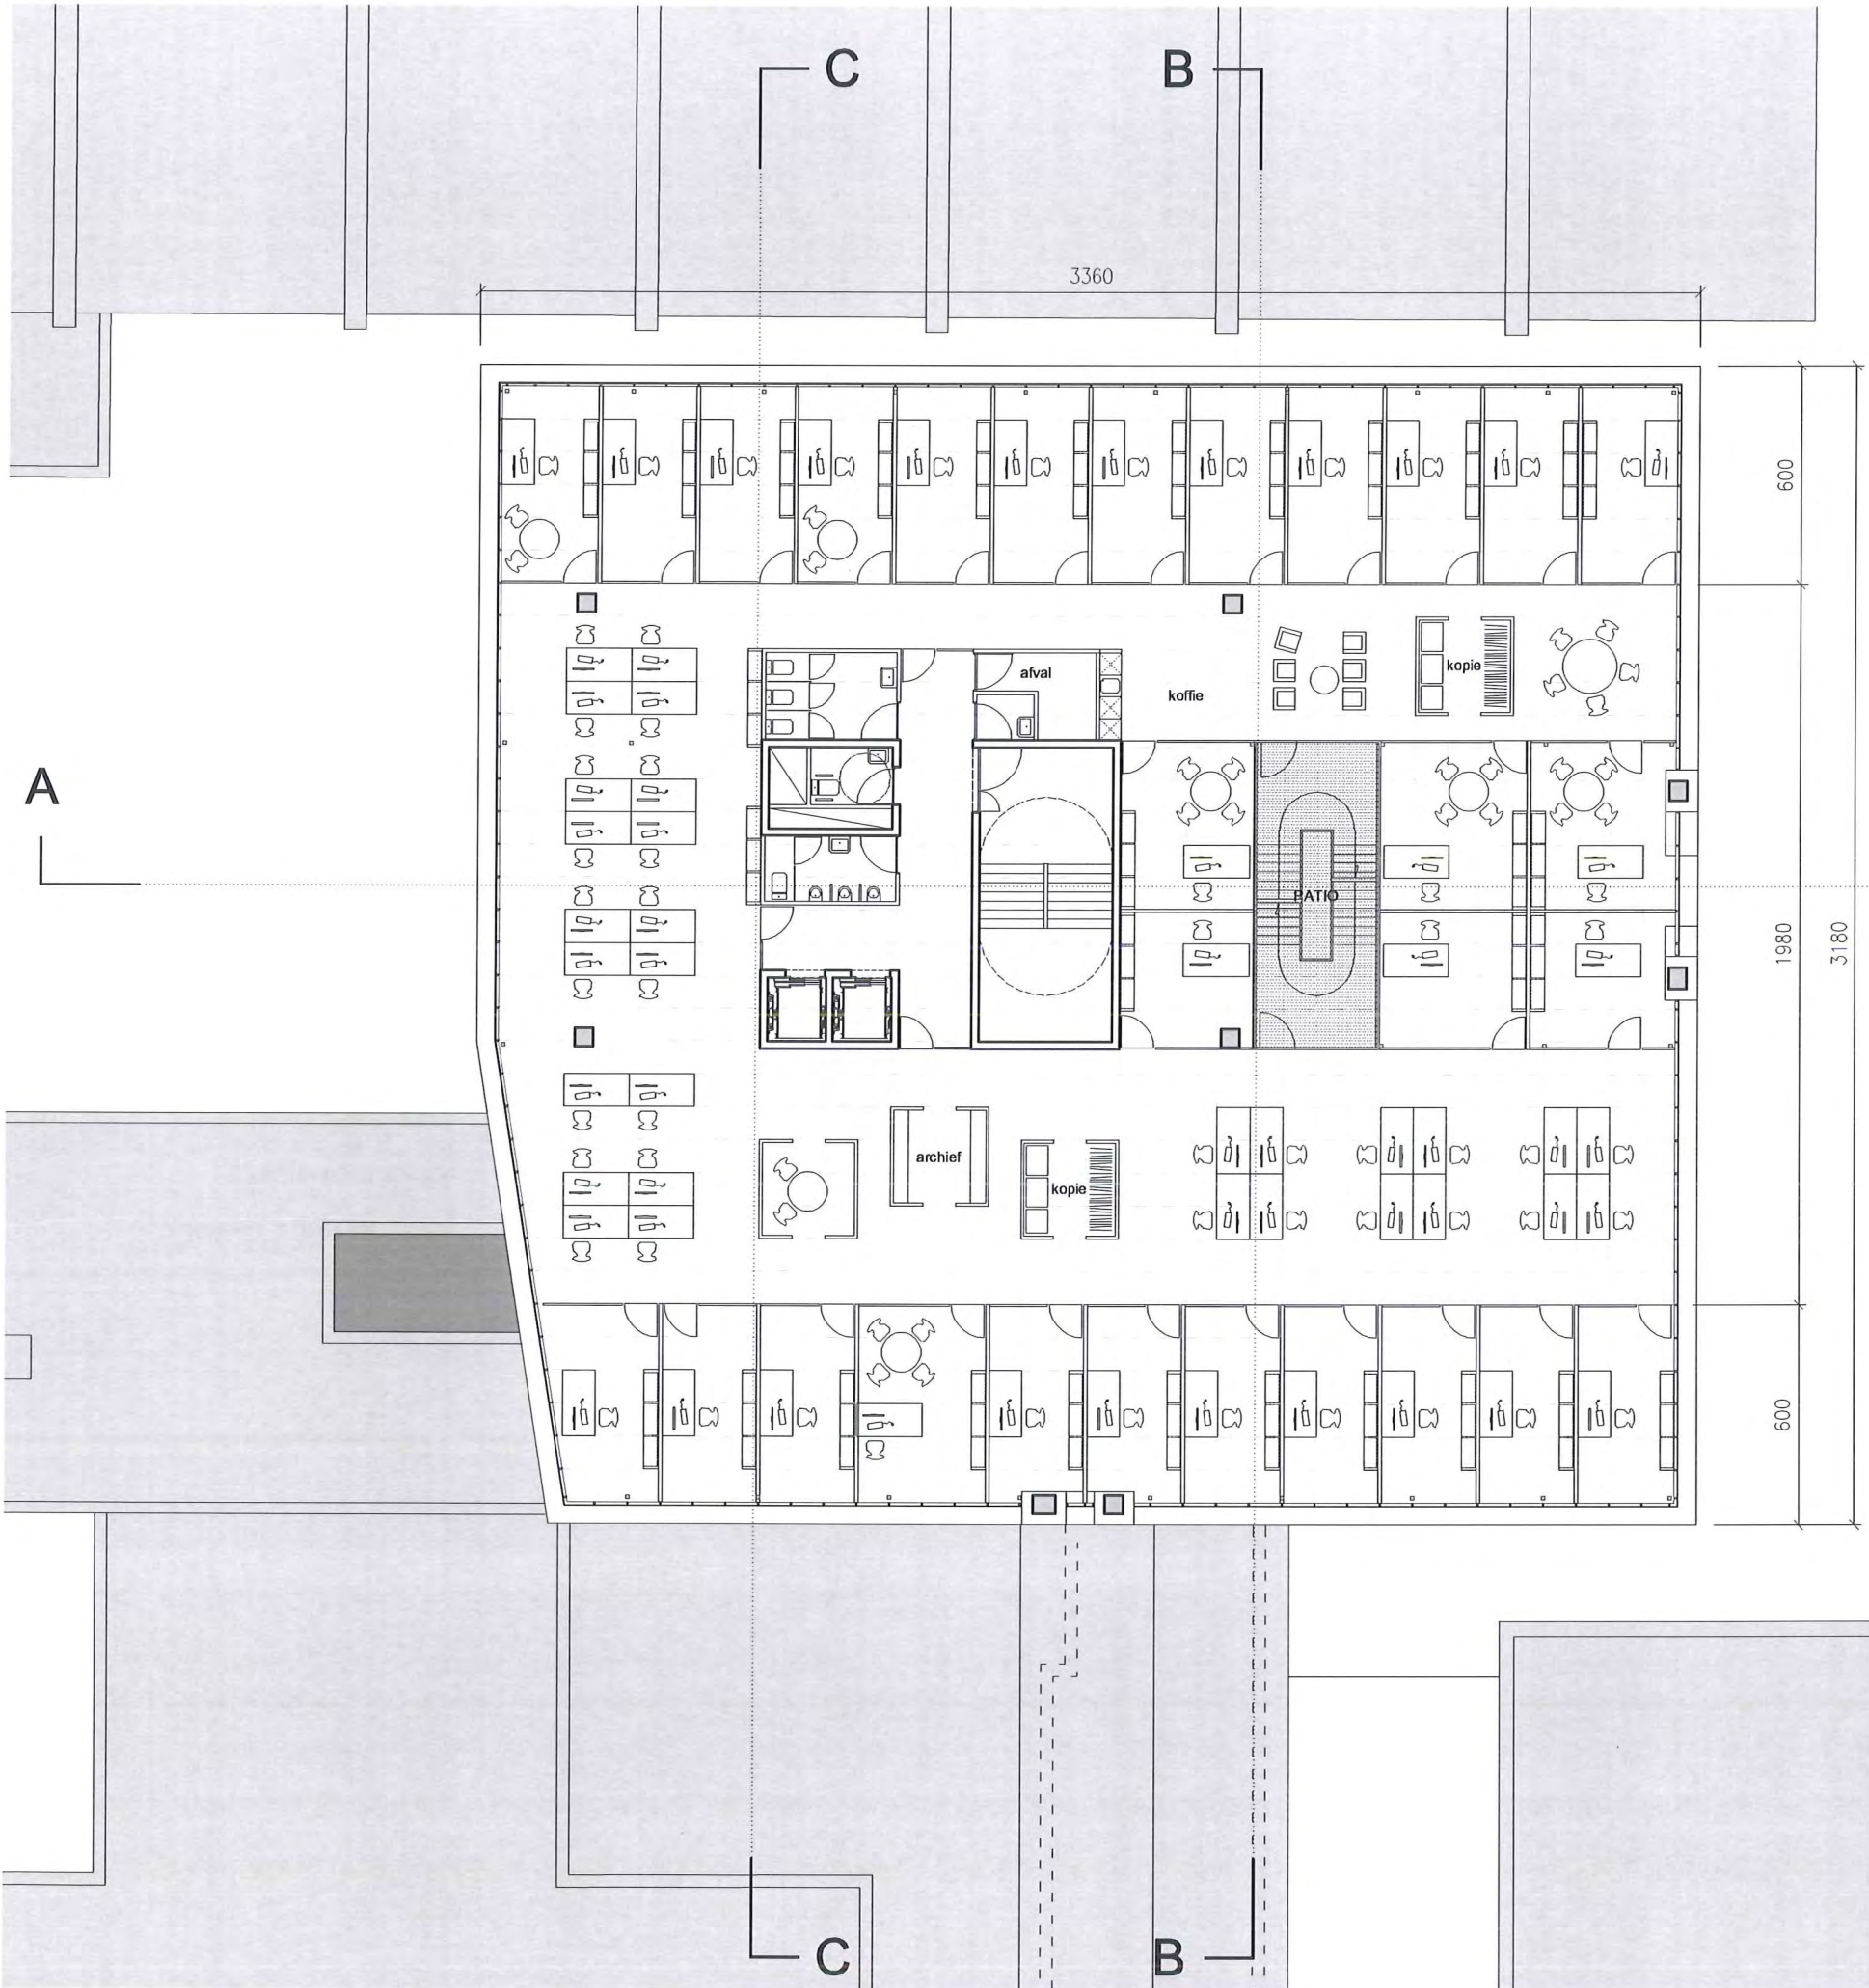 C
B
3360
600
afval
kopie
koffie
A
PATIO
1980
3180
archief
kopie
600
C
B